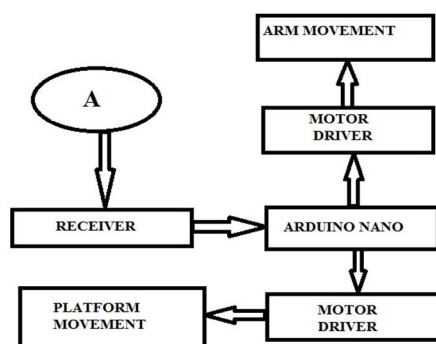 ARM MOVEMENT
A
MOTOR
DRIVER
RECEIVER
ARDUINO NANO
PLATFORM
MOVEMENT
MOTOR
DRIVER